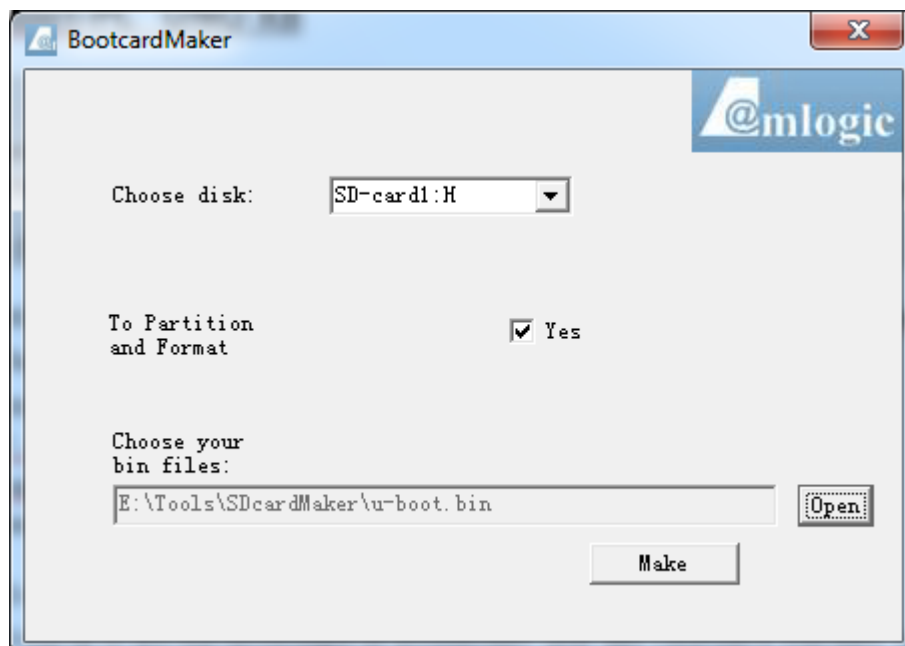 BootcardMaker
@mlogic
Choose disk:
SD-card1:H
To Partition
and Format
Yes
Choose your
bin files:
E:\Tools\SDcardMaker\u-boot.bin
Open
Make